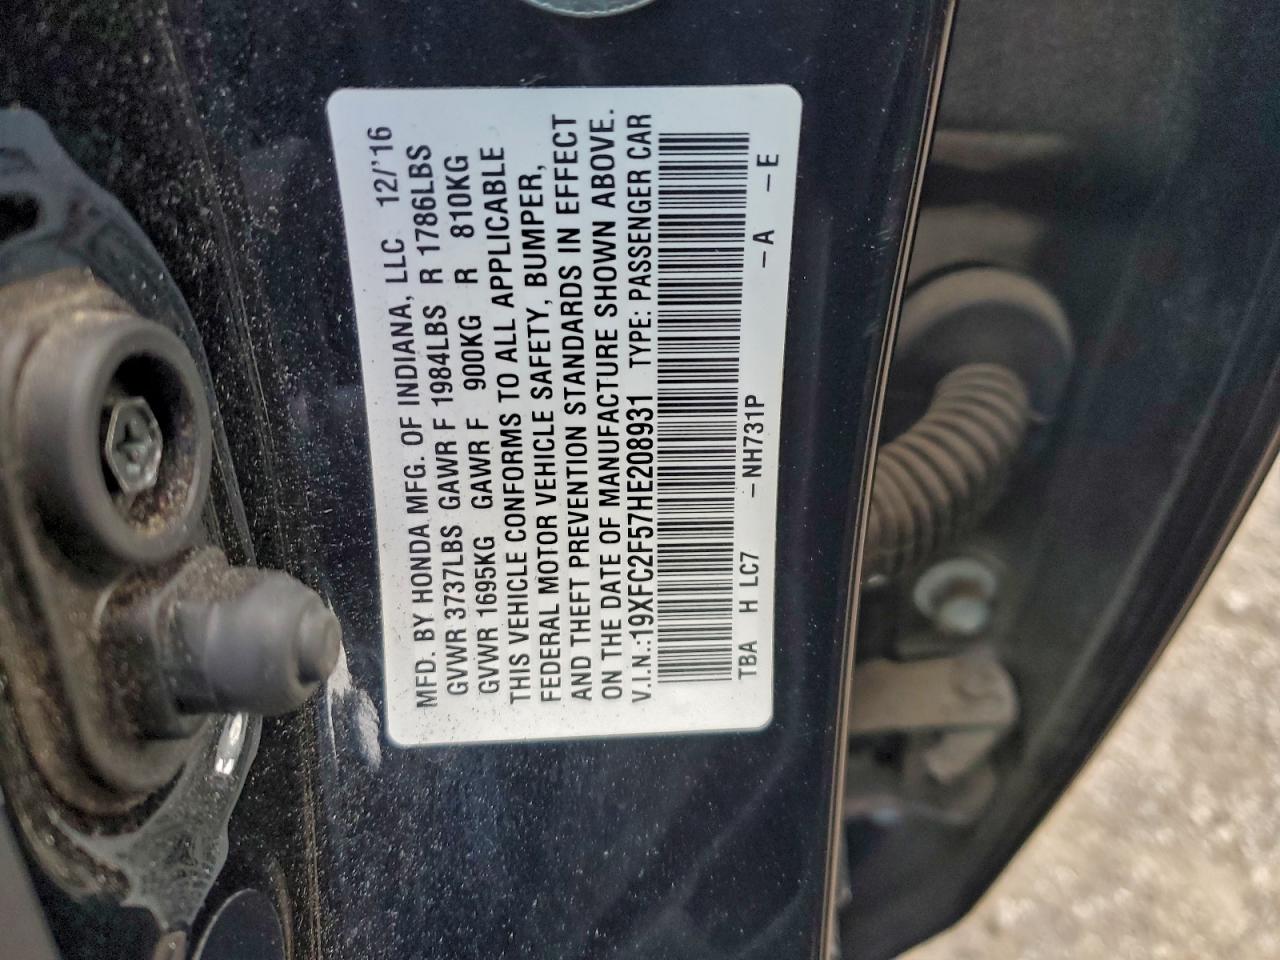 MFD. BY HONDA MFG. OF INDIANA, LLC 12/'16
GVWR 3737LBS GAWR F 1984LBS R 1786LBS
GVWR 1695KG GAWR F 900KG R 810KG
THIS VEHICLE CONFORMS TO ALL APPLICABLE
FEDERAL MOTOR VEHICLE SAFETY, BUMPER,
AND THEFT PREVENTION STANDARDS IN EFFECT
ON THE DATE OF MANUFACTURE SHOWN ABOVE.
V.I.N.:19XFC2F57HE208931 TYPE: PASSENGER CAR
TBA H LC7 - NH731P -A -E